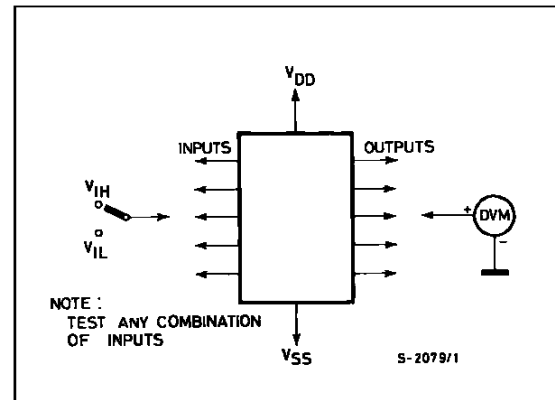 VDD
INPUTS
OUTPUTS
VIH
+ DVM
−
VIL
NOTE :
TEST ANY COMBINATION
OF INPUTS
VSS
S-2079/1